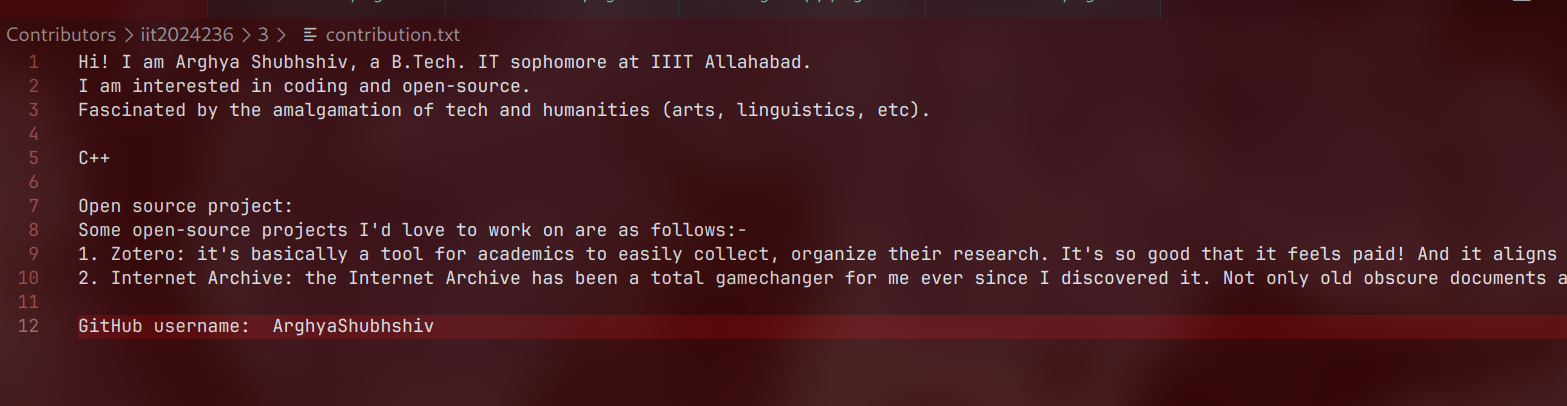 Contributors > iit2024236 > 3 > contribution.txt
1 Hi! I am Arghya Shubhshiv, a B.Tech. IT sophomore at IIIT Allahabad.
2 I am interested in coding and open-source.
3 Fascinated by the amalgamation of tech and humanities (arts, linguistics, etc).
4
5 C++
6
7 Open source project:
8 Some open-source projects I'd love to work on are as follows:-
9 1. Zotero: it's basically a tool for academics to easily collect, organize their research. It's so good that it feels paid! And it aligns
10 2. Internet Archive: the Internet Archive has been a total gamechanger for me ever since I discovered it. Not only old obscure documents a
11
12 GitHub username:  ArghyaShubhshiv